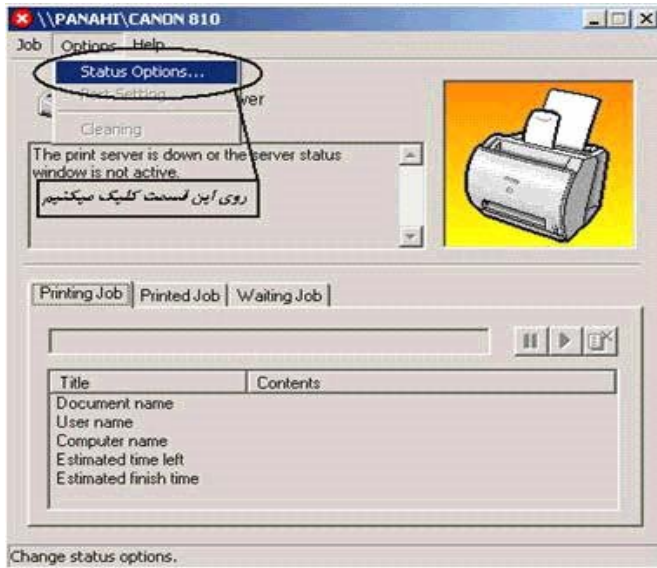 \\PANAHI\CANON 810
Job Options Help
Status Options...
Port Setting...
Cleaning
The print server is down or the server status
window is not active.
روی این قسمت کلیک میکنیم
Printing Job Printed Job Waiting Job
Title Contents
Document name
User name
Computer name
Estimated time left
Estimated finish time
Change status options.